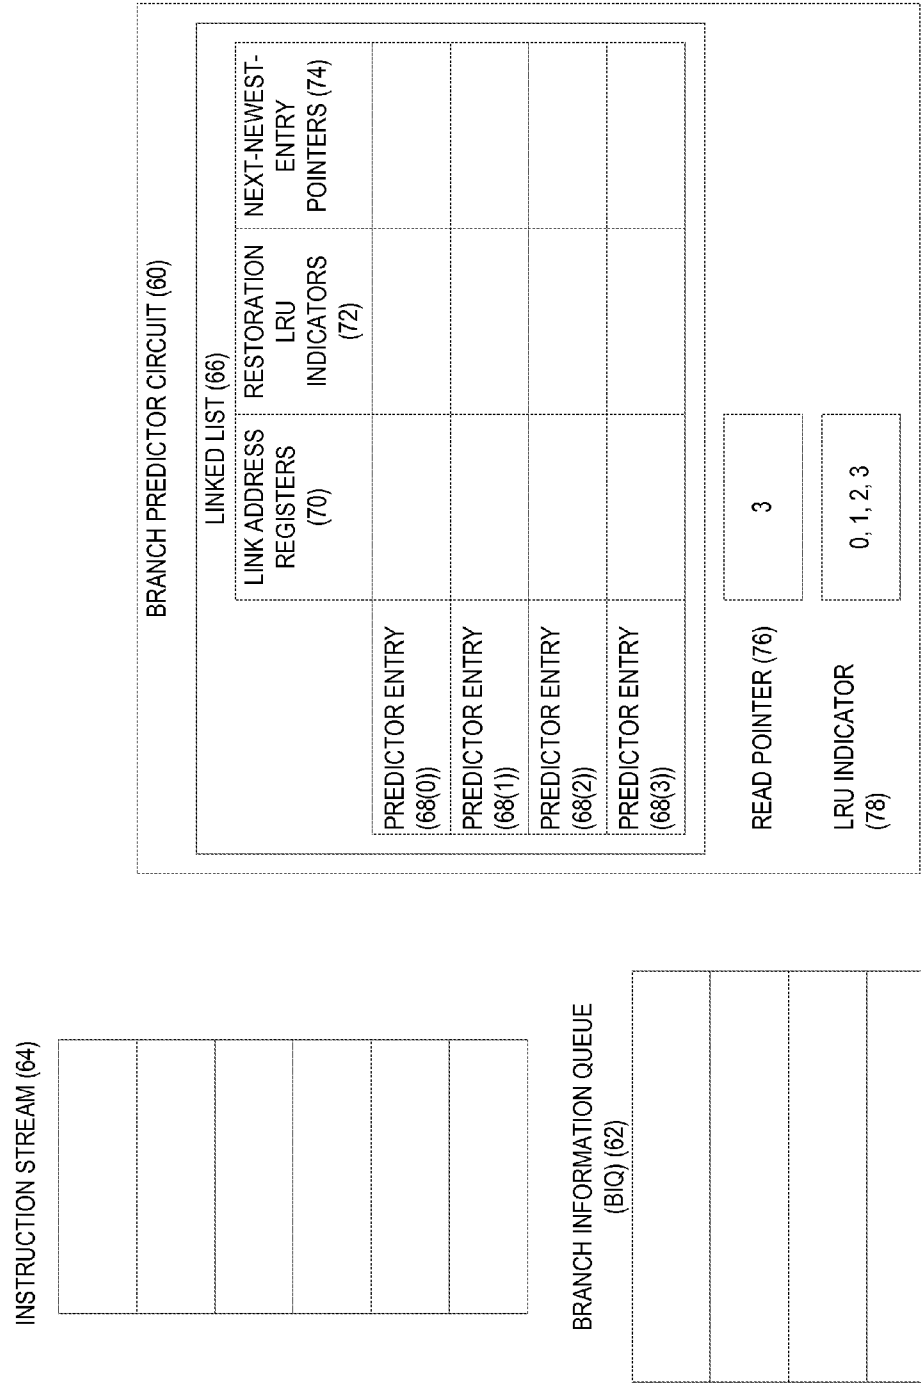 INSTRUCTION STREAM (64)
BRANCH INFORMATION QUEUE
(BIQ) (62)
BRANCH PREDICTOR CIRCUIT (60)
LINKED LIST (66)
LINK ADDRESS
REGISTERS
(70)
RESTORATION
LRU
INDICATORS
(72)
NEXT-NEWEST-
ENTRY
POINTERS (74)
PREDICTOR ENTRY
(68(0))
PREDICTOR ENTRY
(68(1))
PREDICTOR ENTRY
(68(2))
PREDICTOR ENTRY
(68(3))
READ POINTER (76)
3
LRU INDICATOR
(78)
0, 1, 2, 3